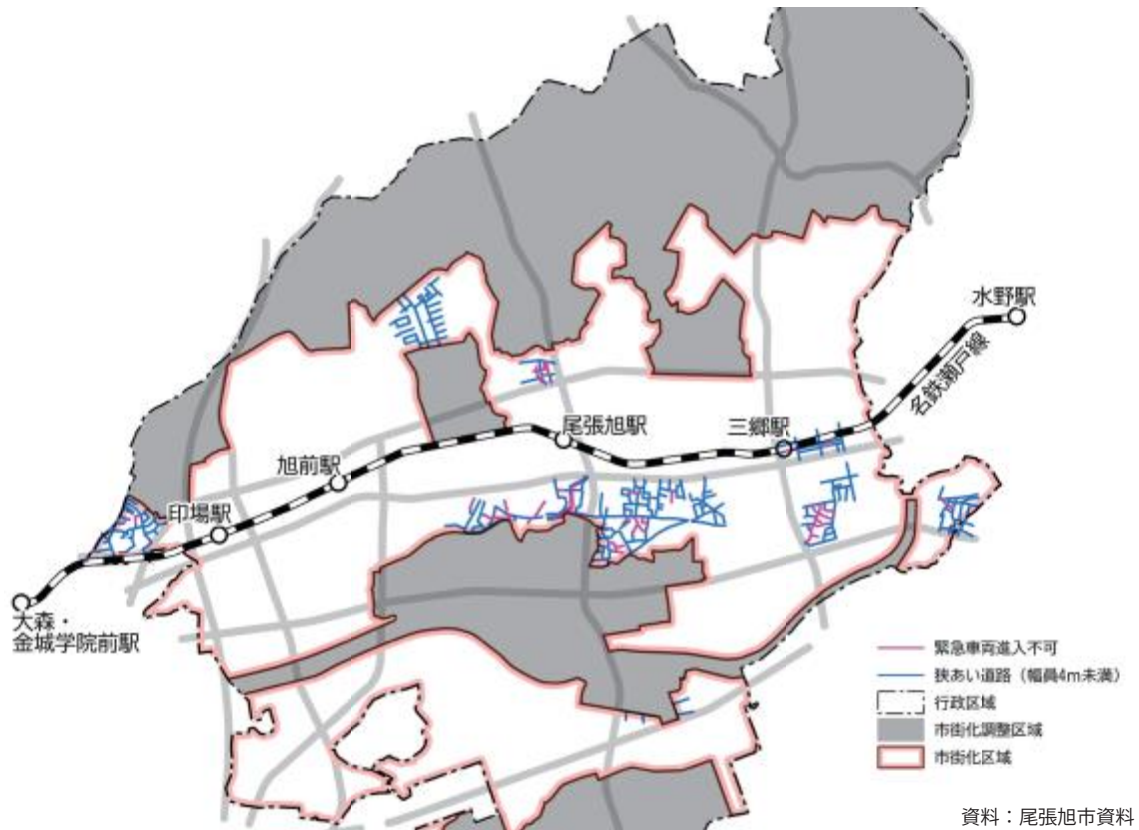 水野駅
名鉄瀬戸線
尾張旭駅
三郷駅
旭前駅
印場駅
大森・
金城学院前駅
緊急車両進入不可
狭あい道路（幅員4m未満）
行政区域
市街化調整区域
市街化区域
資料：尾張旭市資料